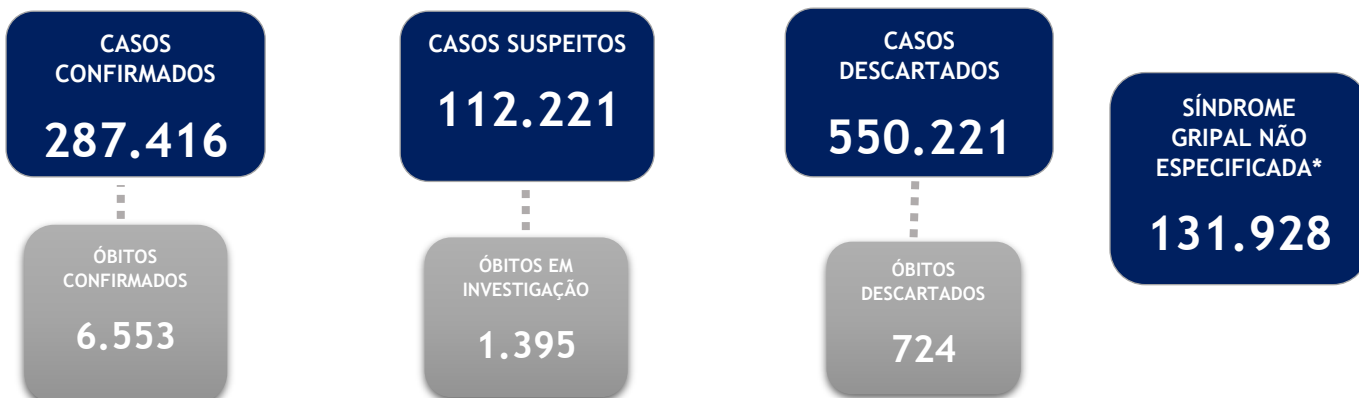 CASOS
CONFIRMADOS
287.416
ÓBITOS
CONFIRMADOS
6.553
CASOS SUSPEITOS
112.221
ÓBITOS EM
INVESTIGAÇÃO
1.395
CASOS
DESCARTADOS
550.221
ÓBITOS
DESCARTADOS
724
SÍNDROME
GRIPAL NÃO
ESPECIFICADA*
131.928